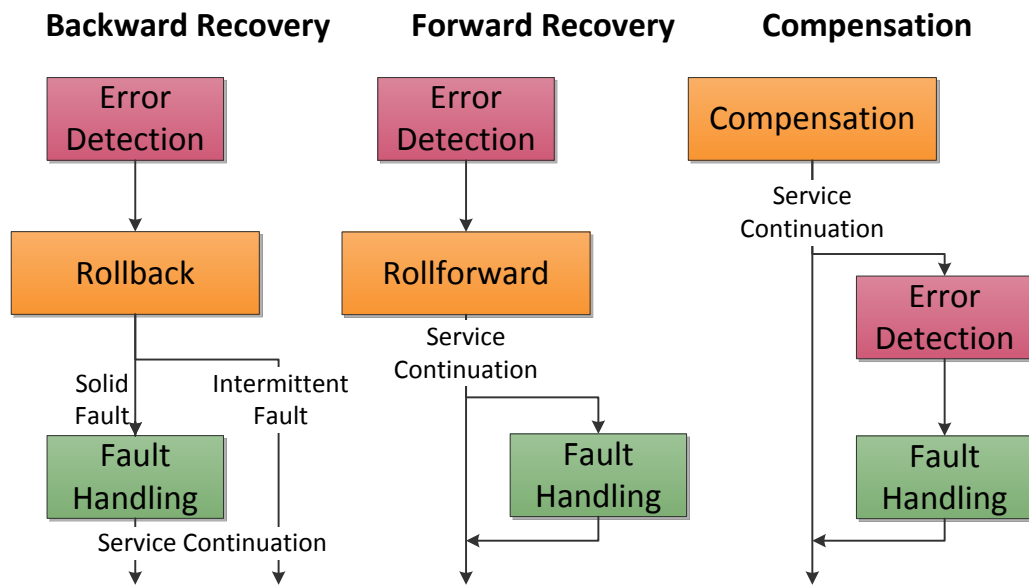 Backward Recovery
Error
Detection
Rollback
Solid
Fault
Intermittent
Fault
Fault
Handling
Service Continuation
Forward Recovery
Error
Detection
Rollforward
Service
Continuation
Fault
Handling
Compensation
Compensation
Service
Continuation
Error
Detection
Fault
Handling